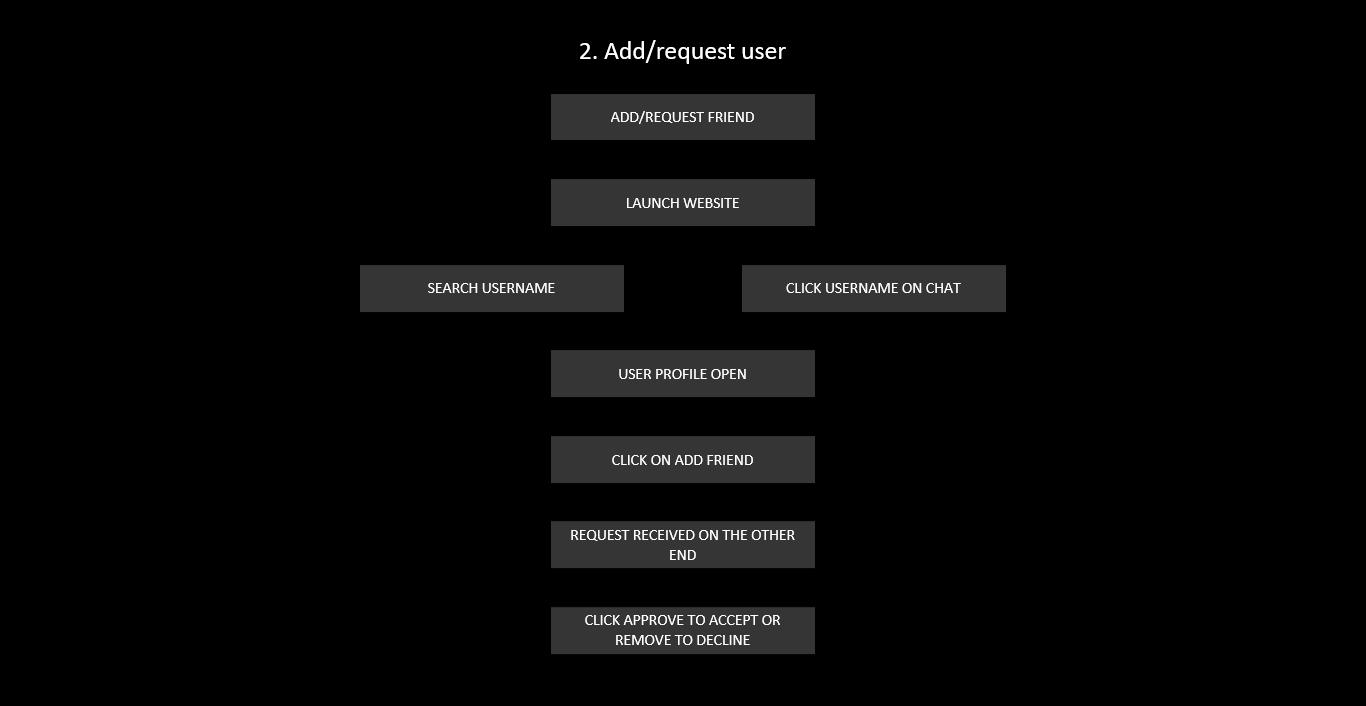 2. Add/request user
ADD/REQUEST FRIEND
LAUNCH WEBSITE
SEARCH USERNAME
CLICK USERNAME ON CHAT
USER PROFILE OPEN
CLICK ON ADD FRIEND
REQUEST RECEIVED ON THE OTHER
END
CLICK APPROVE TO ACCEPT OR
REMOVE TO DECLINE